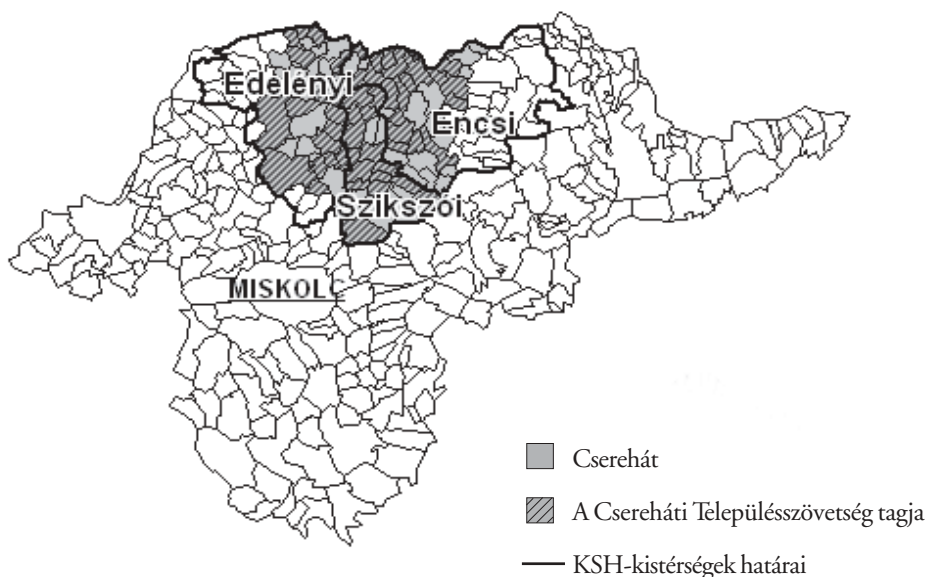 Edelényi
Encsi
Szikszói
MISKOLC
Cserehát
A Csereháti Településszövetség tagja
KSH-kistérségek határai